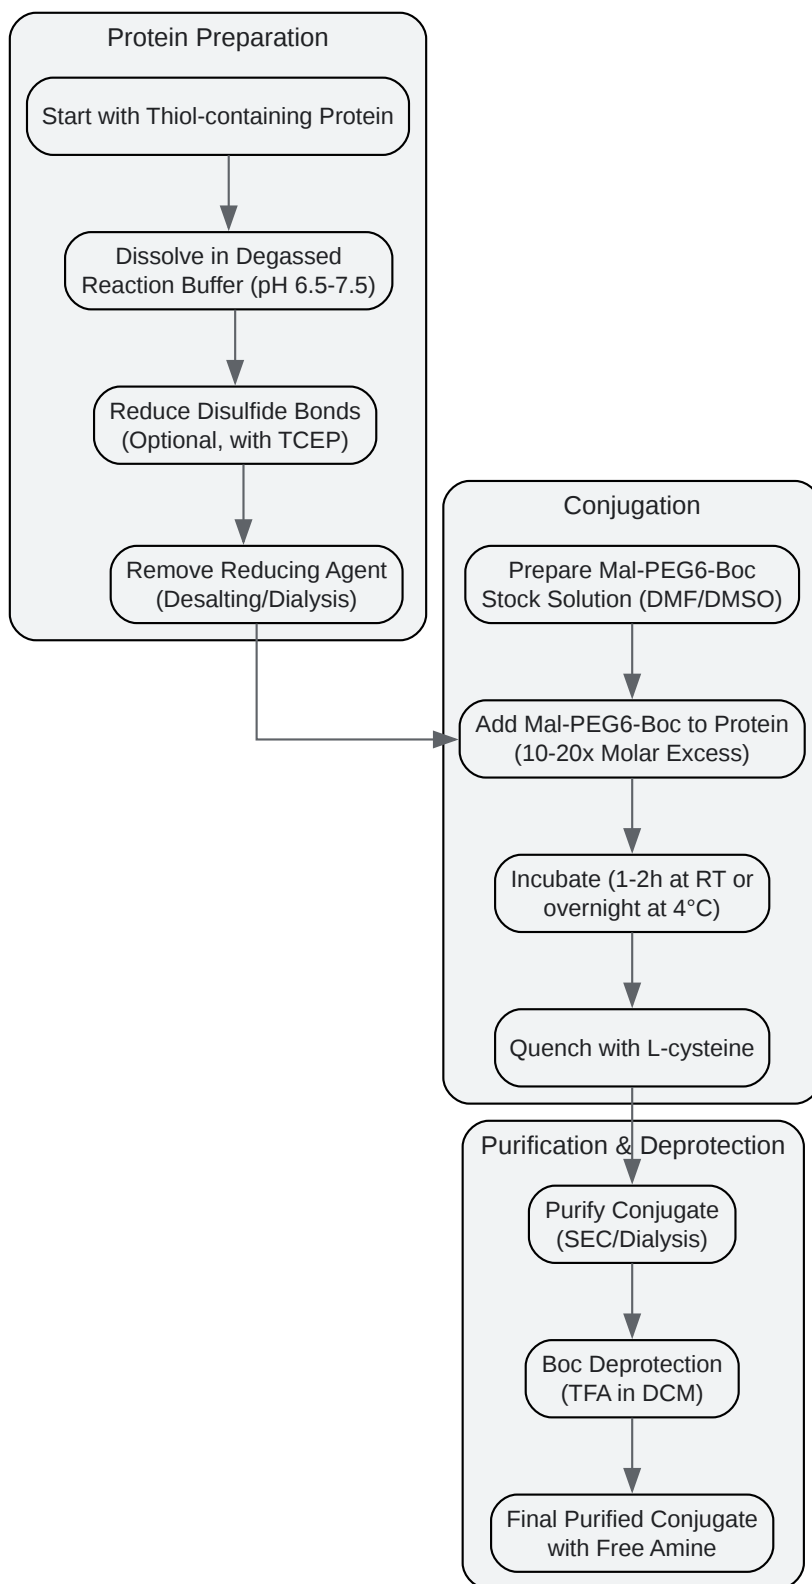 Protein Preparation
Start with Thiol-containing Protein
Dissolve in Degassed
Reaction Buffer (pH 6.5-7.5)
Reduce Disulfide Bonds
(Optional, with TCEP)
Remove Reducing Agent
(Desalting/Dialysis)
Conjugation
Prepare Mal-PEG6-Boc
Stock Solution (DMF/DMSO)
Add Mal-PEG6-Boc to Protein
(10-20x Molar Excess)
Incubate (1-2h at RT or
overnight at 4°C)
Quench with L-cysteine
Purification & Deprotection
Purify Conjugate
(SEC/Dialysis)
Boc Deprotection
(TFA in DCM)
Final Purified Conjugate
with Free Amine